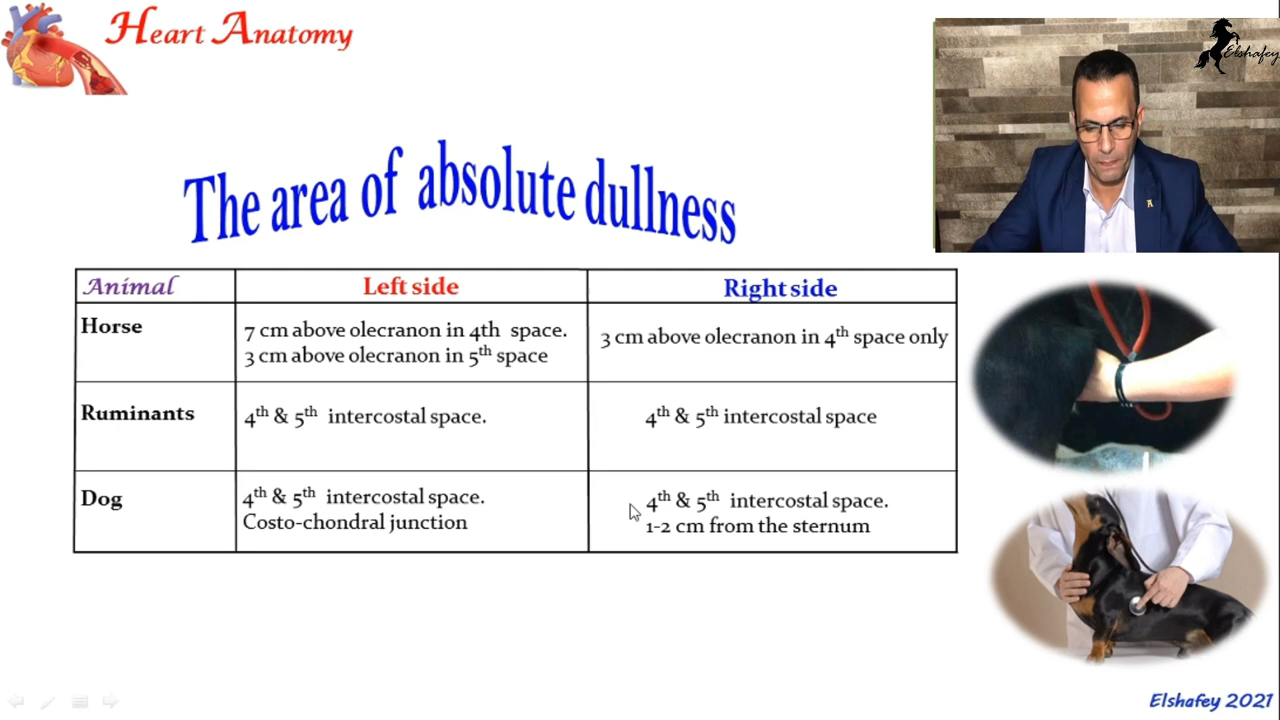 Heart Anatomy
Elshafey
The area of absolute dullness
Animal
Left side
Right side
Horse
7 cm above olecranon in 4th space.
3 cm above olecranon in 5th space
3 cm above olecranon in 4th space only
Ruminants
4th & 5th intercostal space.
4th & 5th intercostal space
Dog
4th & 5th intercostal space.
Costo-chondral junction
4th & 5th intercostal space.
1-2 cm from the sternum
Elshafey 2021